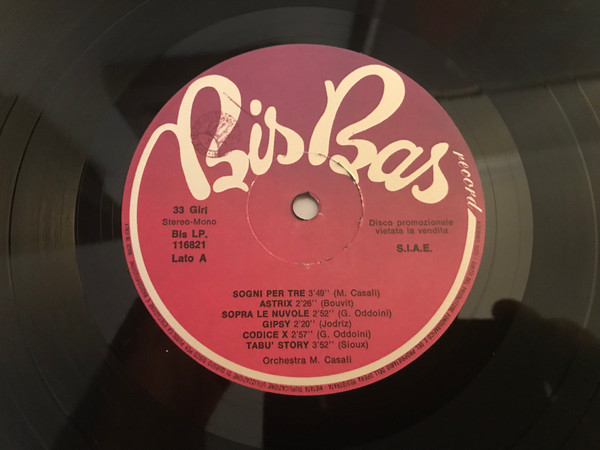 Bis Bas
record
33 Giri
Stereo-Mono
Bis LP.
116821
Lato A
Disco promozionale
vietata la vendita
S.I.A.E.
SOGNI PER TRE 3'49'' (M. Casali)
ASTRIX 2'26'' (Bouvit)
SOPRA LE NUVOLE 2'52'' (G. Oddoini)
GIPSY 2'20'' (Jodriz)
CODICE X 2'57'' (G. Oddoini)
TABU' STORY 3'52'' (Sioux)
Orchestra M. Casali